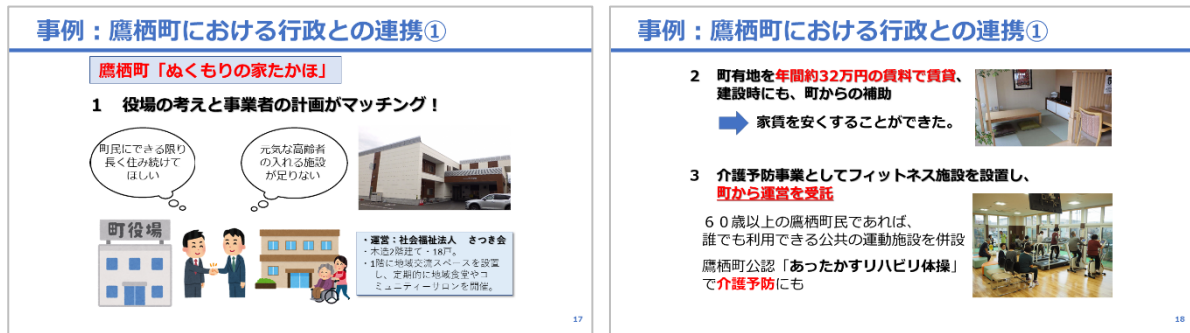 事例：鷹栖町における行政との連携①
鷹栖町「ぬくもりの家たかほ」
1 役場の考えと事業者の計画がマッチング！
町民にできる限り
長く住み続けて
ほしい
元気な高齢者
の入れる施設
が足りない
町役場
・運営：社会福祉法人　さつき会
・木造2階建て・18戸。
・1階に地域交流スペースを設置
し、定期的に地域食堂やコ
ミュニティーサロンを開催。
17
事例：鷹栖町における行政との連携①
2 町有地を年間約32万円の賃料で賃貸、
建設時にも、町からの補助
家賃を安くすることができた。
3 介護予防事業としてフィットネス施設を設置し、
町から運営を受託
６０歳以上の鷹栖町民であれば、
誰でも利用できる公共の運動施設を併設
鷹栖町公認「あったかすリハビリ体操」
で介護予防にも
18